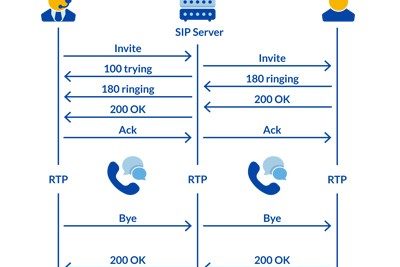 SIP Server
Invite
Invite
100 trying
180 ringing
180 ringing
200 OK
200 OK
Ack
Ack
RTP
RTP
RTP
Bye
Bye
200 OK
200 OK